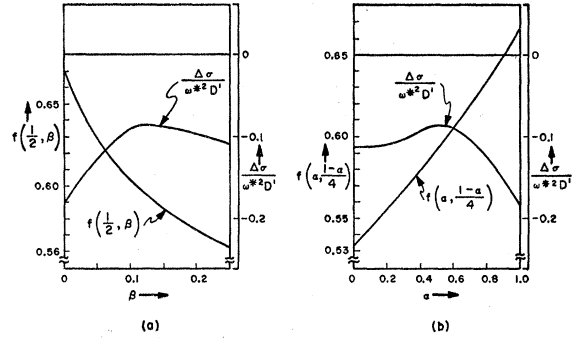 0.65
0.60
0.56
f(1/2, β)
Δσ
ω*²D'
f(1/2, β)
0
-0.1
-0.2
Δσ
ω*²D'
0 0.1 0.2
β
(a)
0.65
0.60
0.55
0.53
f(α, 1-α/4)
Δσ
ω*²D'
f(α, 1-α/4)
0
-0.1
-0.2
Δσ
ω*²D'
0 0.2 0.4 0.6 0.8 1.0
α
(b)